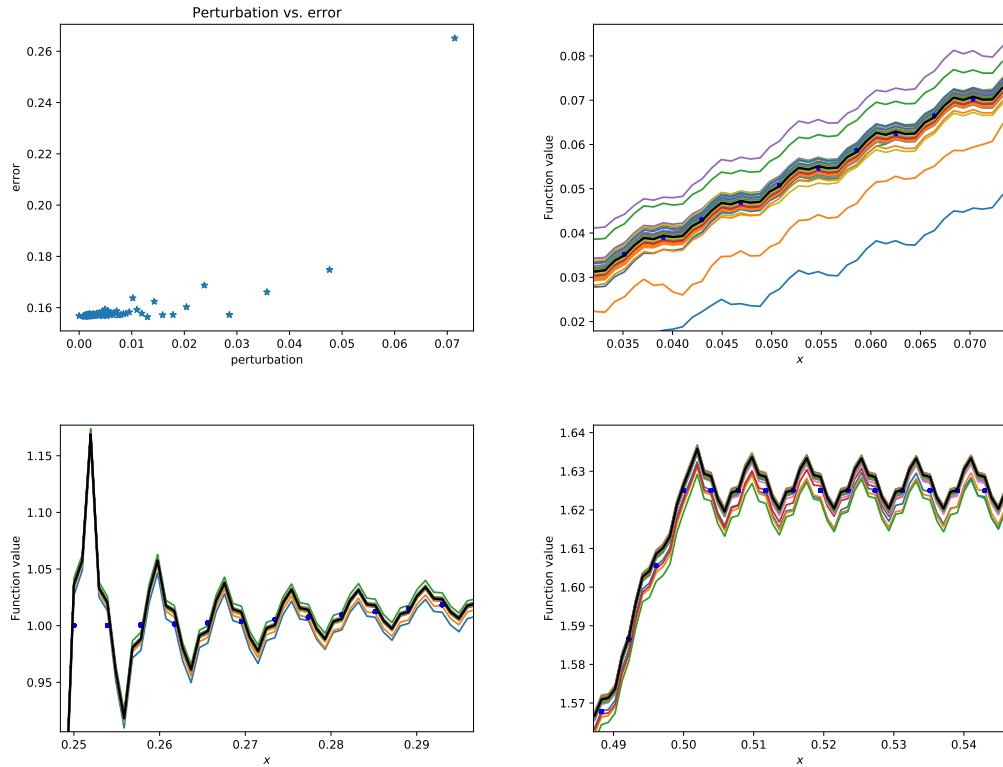 Perturbation vs. error
error
0.26
0.24
0.22
0.20
0.18
0.16
0.00 0.01 0.02 0.03 0.04 0.05 0.06 0.07
perturbation
Function value
0.08
0.07
0.06
0.05
0.04
0.03
0.02
0.035 0.040 0.045 0.050 0.055 0.060 0.065 0.070
x
Function value
1.15
1.10
1.05
1.00
0.95
0.25 0.26 0.27 0.28 0.29
x
Function value
1.64
1.63
1.62
1.61
1.60
1.59
1.58
1.57
0.49 0.50 0.51 0.52 0.53 0.54
x